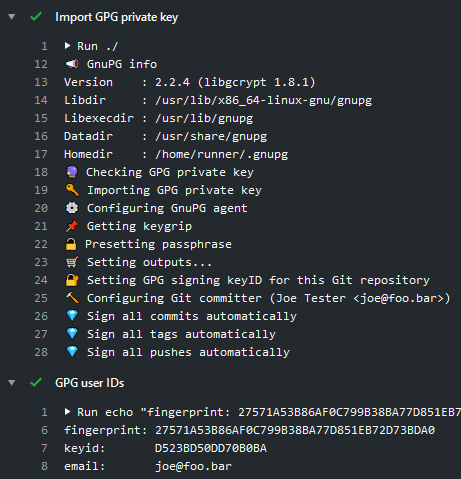 Import GPG private key
1 Run ./
12 GnuPG info
13 Version : 2.2.4 (libgcrypt 1.8.1)
14 Libdir : /usr/lib/x86_64-linux-gnu/gnupg
15 Libexecdir : /usr/lib/gnupg
16 Datadir : /usr/share/gnupg
17 Homedir : /home/runner/.gnupg
18 Checking GPG private key
19 Importing GPG private key
20 Configuring GnuPG agent
21 Getting keygrip
22 Presetting passphrase
23 Setting outputs...
24 Setting GPG signing keyID for this Git repository
25 Configuring Git committer (Joe Tester <joe@foo.bar>)
26 Sign all commits automatically
27 Sign all tags automatically
28 Sign all pushes automatically
GPG user IDs
1 Run echo "fingerprint: 27571A53B86AF0C799B38BA77D851EB7
6 fingerprint: 27571A53B86AF0C799B38BA77D851EB72D73BDA0
7 keyid: D523BD50DD70B0BA
8 email: joe@foo.bar